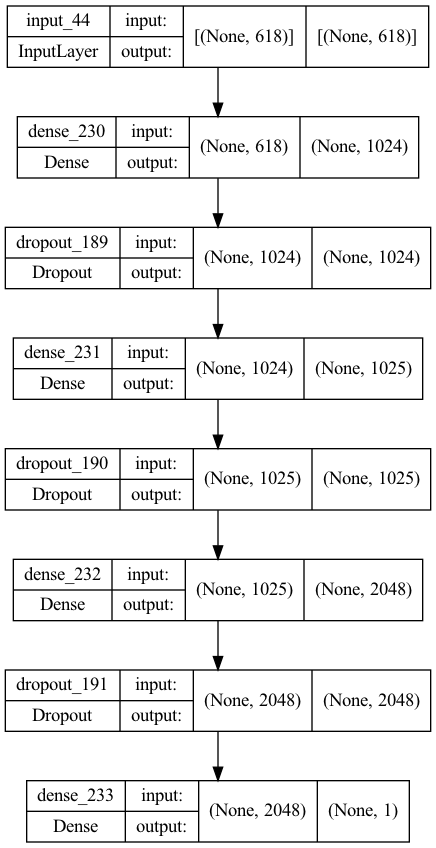 input_44 input: [(None, 618)] [(None, 618)]
InputLayer output:
dense_230 input: (None, 618) (None, 1024)
Dense output:
dropout_189 input: (None, 1024) (None, 1024)
Dropout output:
dense_231 input: (None, 1024) (None, 1025)
Dense output:
dropout_190 input: (None, 1025) (None, 1025)
Dropout output:
dense_232 input: (None, 1025) (None, 2048)
Dense output:
dropout_191 input: (None, 2048) (None, 2048)
Dropout output:
dense_233 input: (None, 2048) (None, 1)
Dense output: